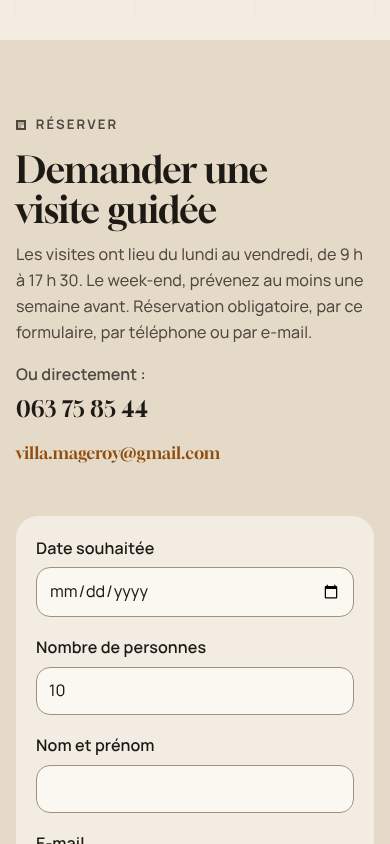 RÉSERVER
Demander une
visite guidée
Les visites ont lieu du lundi au vendredi, de 9 h
à 17 h 30. Le week-end, prévenez au moins une
semaine avant. Réservation obligatoire, par ce
formulaire, par téléphone ou par e-mail.
Ou directement :
063 75 85 44
villa.mageroy@gmail.com
Date souhaitée
mm/dd/yyyy
Nombre de personnes
10
Nom et prénom
E-mail